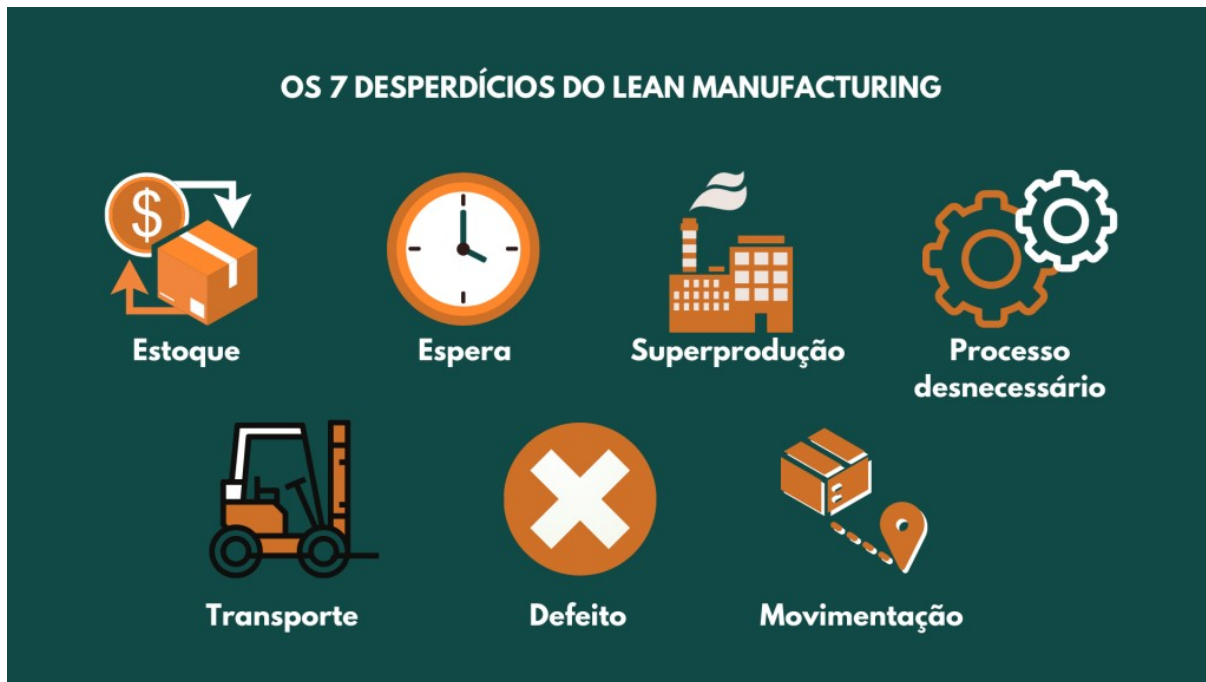 OS 7 DESPERDÍCIOS DO LEAN MANUFACTURING
$
Estoque
Espera
Superprodução
Processo
desnecessário
Transporte
Defeito
Movimentação